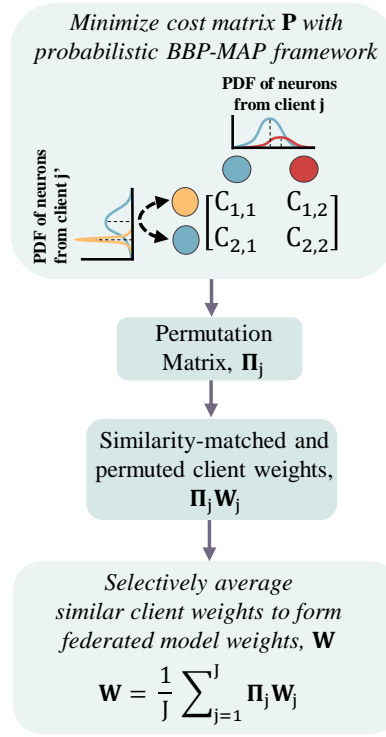 Minimize cost matrix P with
probabilistic BBP-MAP framework
PDF of neurons
from client j
PDF of neurons
from client j'
C1,1 C1,2
C2,1 C2,2
Permutation
Matrix, Πj
Similarity-matched and
permuted client weights,
ΠjWj
Selectively average
similar client weights to form
federated model weights, W
W = 1/J ∑_{j=1}^{J} ΠjWj